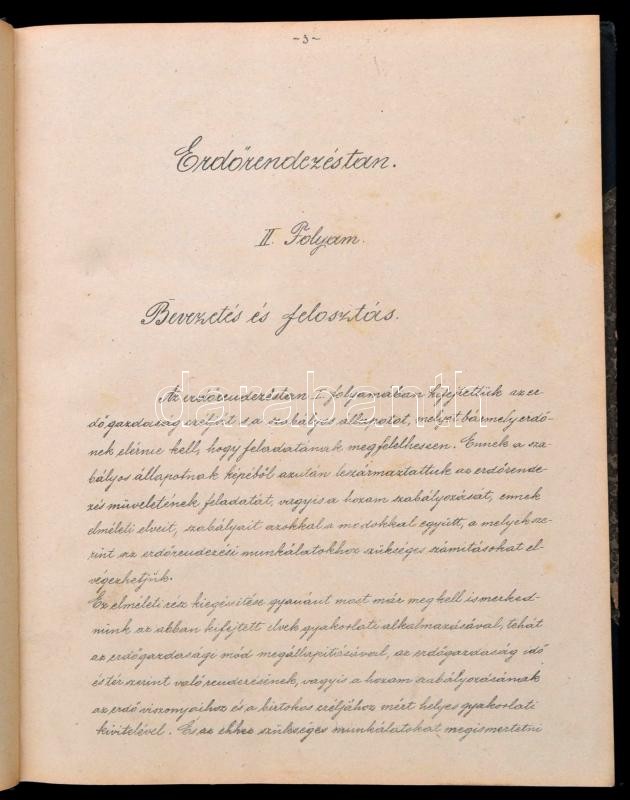 -3-
Erdőrendezéstan.
II. Folyam.
Bevezetés és felosztás.
Az erdőrendezéstan I. folyamában kifejtettük az er-
dőgazdaság czélját s a szabályos állapotot, melyet bármely erdő-
nek elérnie kell, hogy feladatának megfelelhessen. Ennek a sza-
bályos állapotnak képéből azután leszármaztattuk az erdőrende-
zés műveletének feladatát, vagyis a hozam szabályozását, ennek
elméleti elveit, szabályait azokkal a módokkal együtt, a melyek sze-
rint az erdőrendezési munkálatokhoz szükséges számításokat el-
végezhetjük.
Ez elméleti rész kiegészítése gyanánt most már meg kell ismerked-
nünk az abban kifejtett elvek gyakorlati alkalmazásával, tehát
az erdőgazdasági mód megállapításával, az erdőgazdaság idő
és tér szerint való rendezésének, vagyis a hozam szabályozásának
az erdő viszonyaihoz és a birtokos czéljához mért helyes gyakorlati
kivitelével. És az ehhez szükséges munkálatokat megismertetni
darabanth